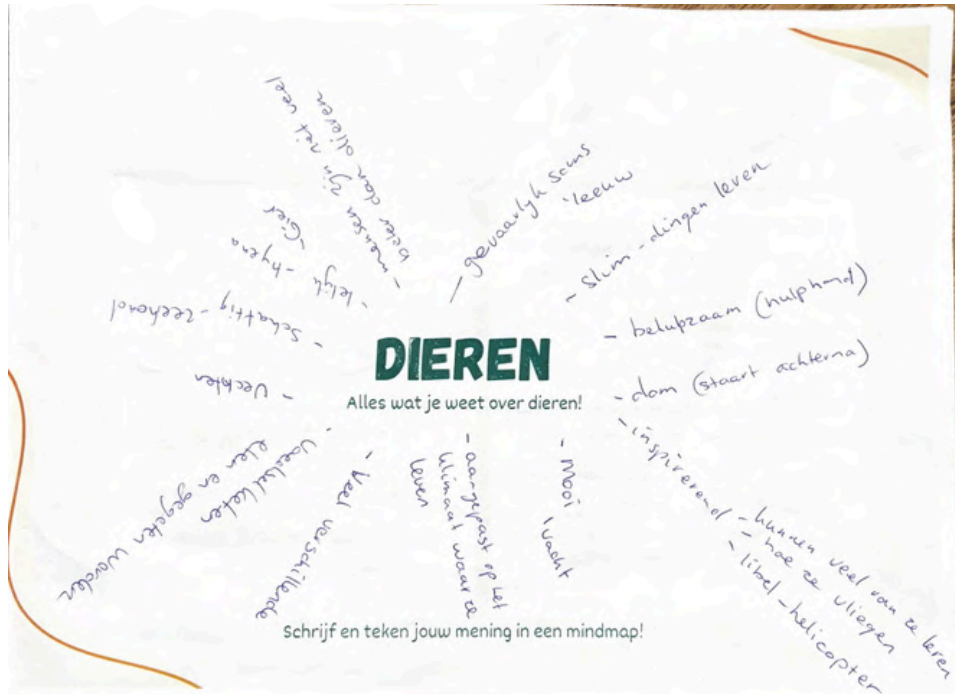 DIEREN
Alles wat je weet over dieren!
- gevaarlijk soms
'leeuw
- slim - dingen leren
- behulpzaam (hulphond)
- dom (staart achterna)
- inspirerend - kunnen veel van ze leren
- hoe ze vliegen
- libel - helicopter
- Mooi vacht
- aangepast op het
klimaat waar ze
leven
- Veel verschillende
- Voedselketen
eten en gegeten worden
- Vechten
- Schattig - zeehond
- lelijk - hyena
- Gier
- mensen zijn niet veel
beter dan dieren
Schrijf en teken jouw mening in een mindmap!